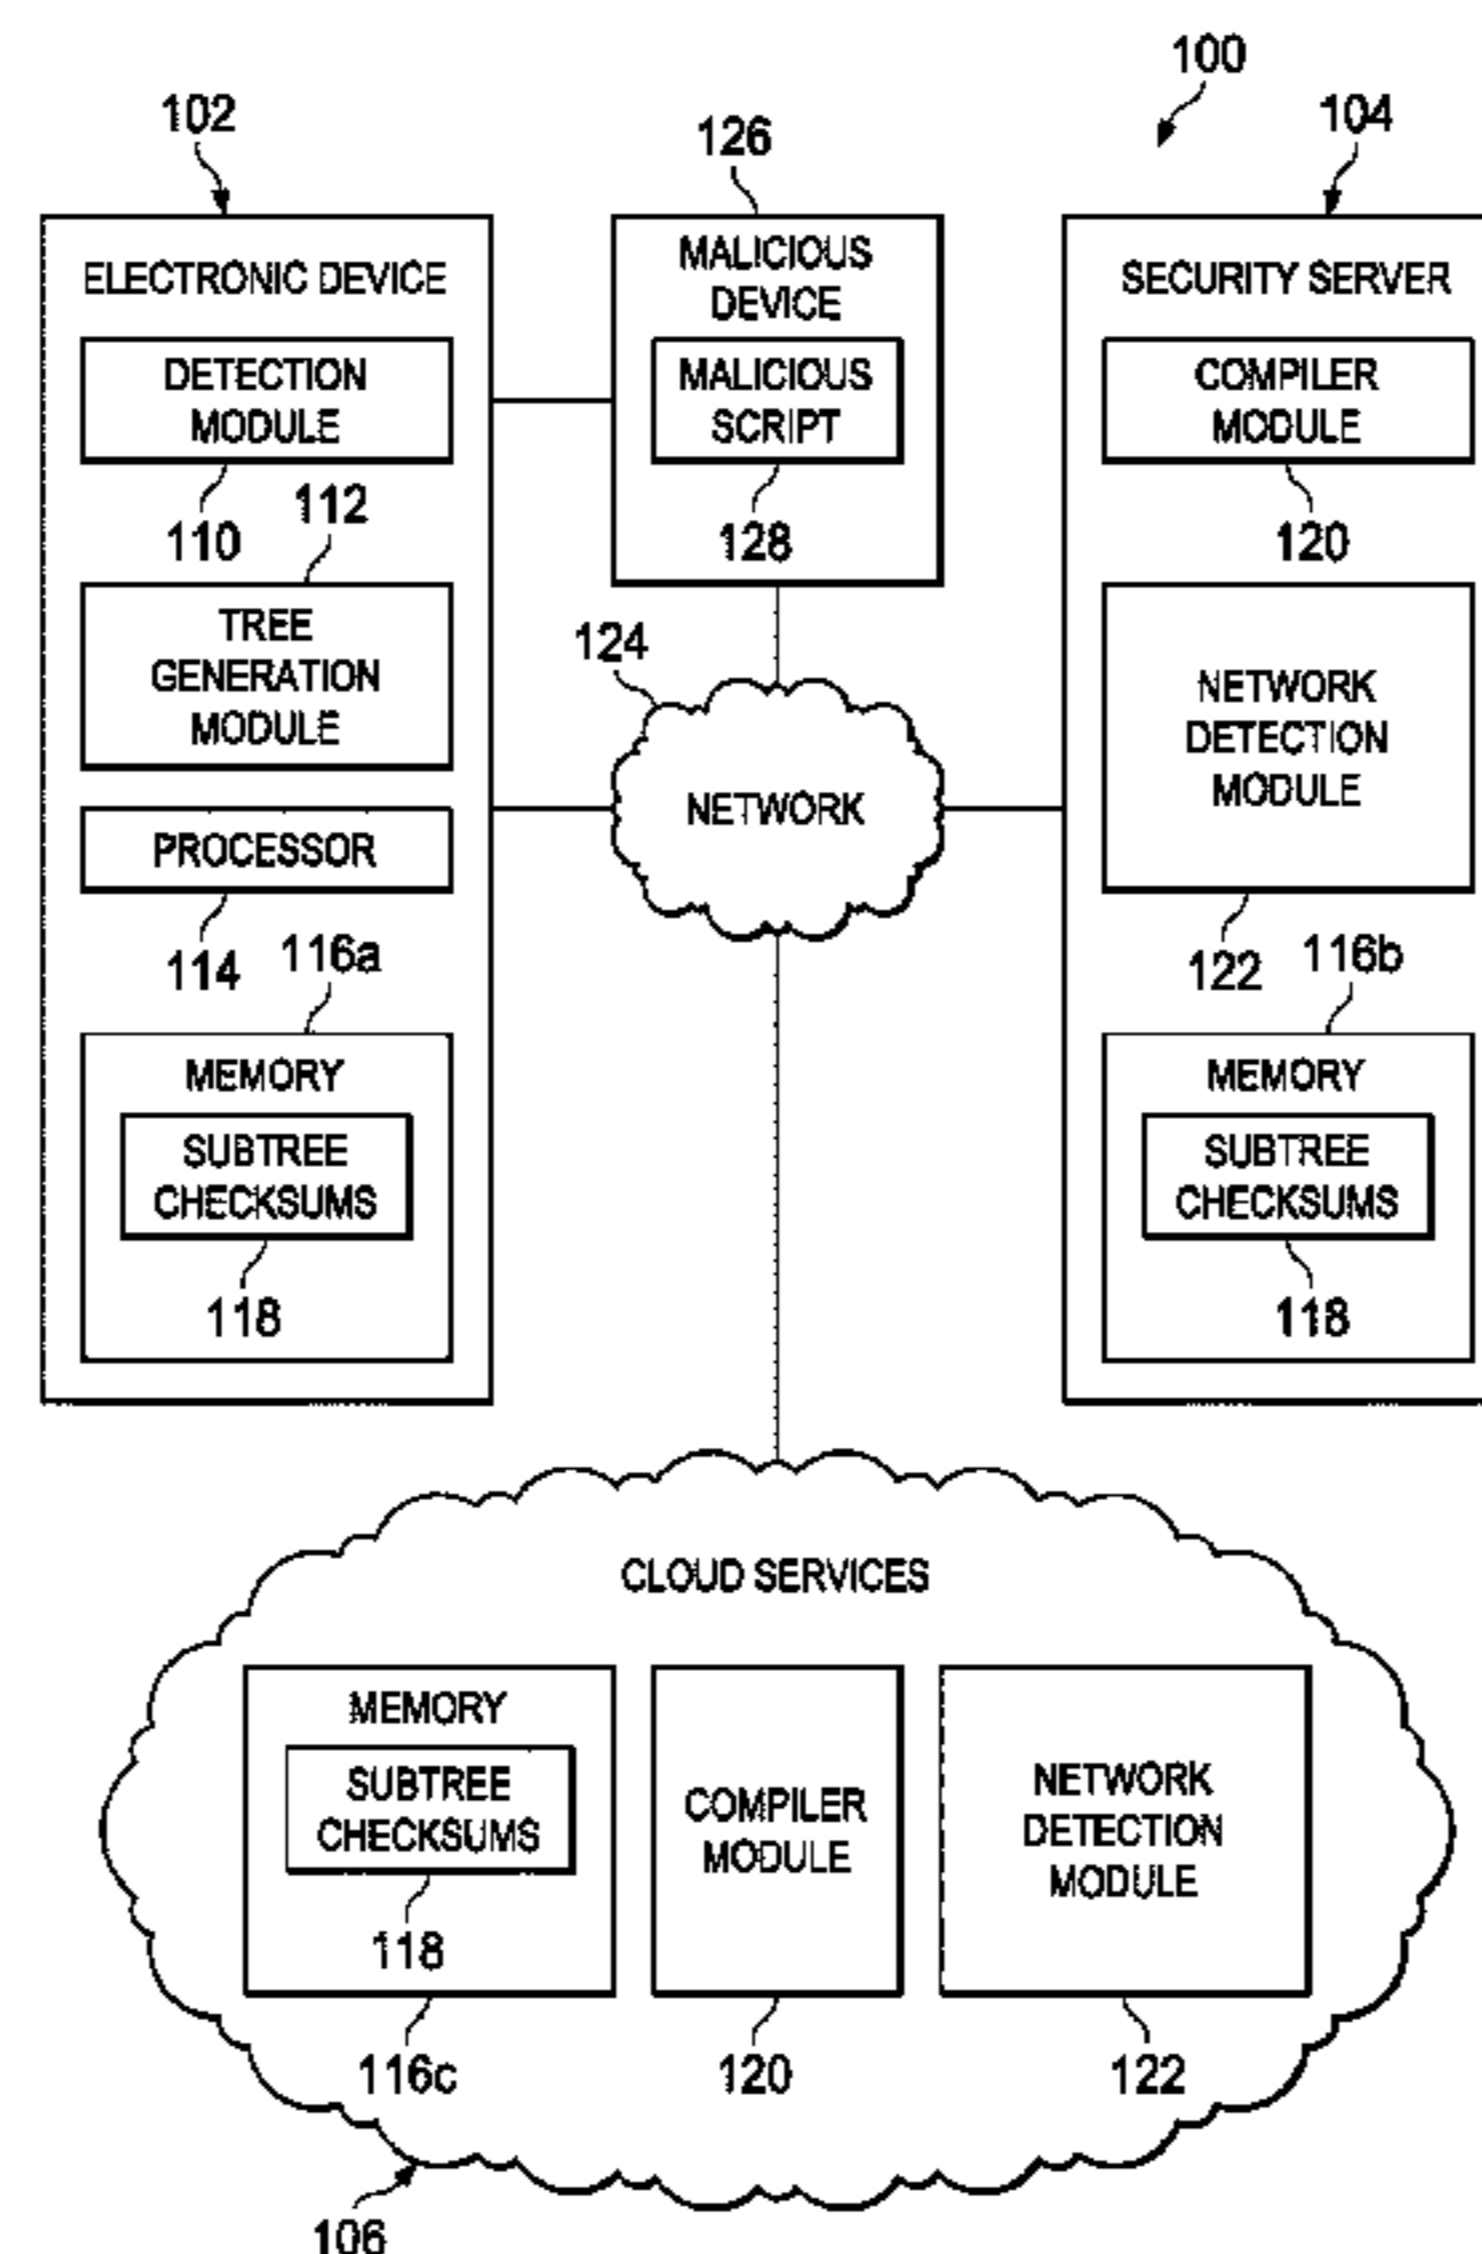 100
102
126
104
ELECTRONIC DEVICE
DETECTION
MODULE
110
112
TREE
GENERATION
MODULE
PROCESSOR
114
116a
MEMORY
SUBTREE
CHECKSUMS
118
MALICIOUS
DEVICE
MALICIOUS
SCRIPT
128
124
NETWORK
SECURITY SERVER
COMPILER
MODULE
120
NETWORK
DETECTION
MODULE
122
116b
MEMORY
SUBTREE
CHECKSUMS
118
CLOUD SERVICES
MEMORY
SUBTREE
CHECKSUMS
118
116c
COMPILER
MODULE
120
NETWORK
DETECTION
MODULE
122
106